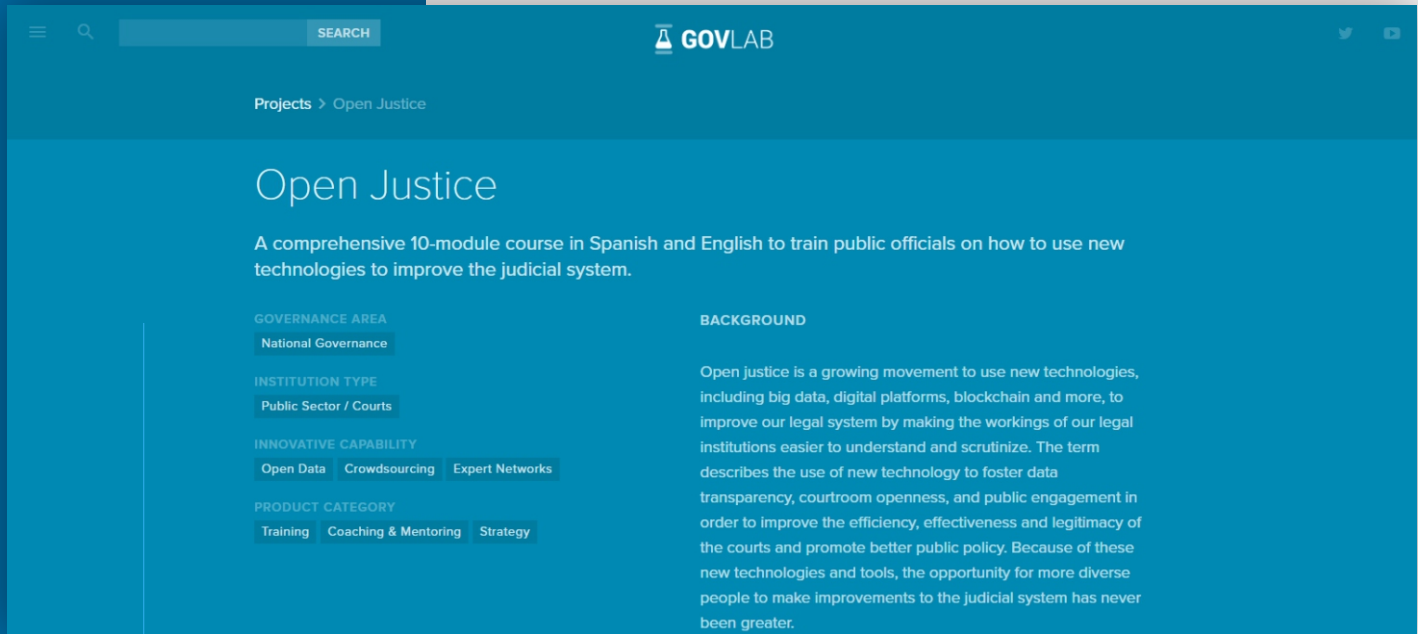 SEARCH
GOVLAB
Projects > Open Justice
Open Justice
A comprehensive 10-module course in Spanish and English to train public officials on how to use new
technologies to improve the judicial system.
GOVERNANCE AREA
National Governance
INSTITUTION TYPE
Public Sector / Courts
INNOVATIVE CAPABILITY
Open Data Crowdsourcing Expert Networks
PRODUCT CATEGORY
Training Coaching & Mentoring Strategy
BACKGROUND
Open justice is a growing movement to use new technologies,
including big data, digital platforms, blockchain and more, to
improve our legal system by making the workings of our legal
institutions easier to understand and scrutinize. The term
describes the use of new technology to foster data
transparency, courtroom openness, and public engagement in
order to improve the efficiency, effectiveness and legitimacy of
the courts and promote better public policy. Because of these
new technologies and tools, the opportunity for more diverse
people to make improvements to the judicial system has never
been greater.